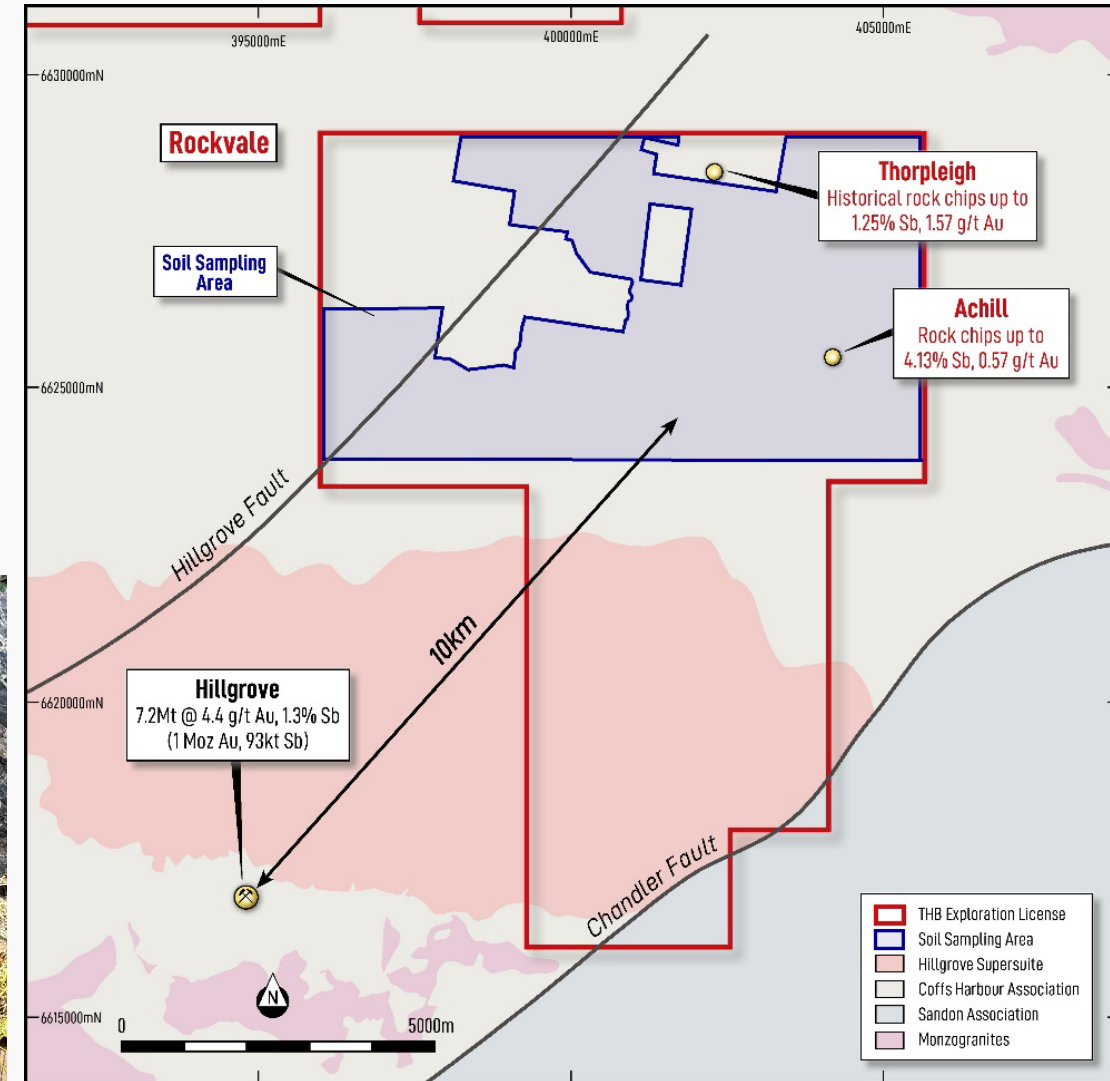 395000mE
400000mE
405000mE
6630000mN
Rockvale
Thorpleigh
Historical rock chips up to
1.25% Sb, 1.57 g/t Au
Soil Sampling
Area
Achill
Rock chips up to
4.13% Sb, 0.57 g/t Au
6625000mN
Hillgrove Fault
10km
6620000mN
Hillgrove
7.2Mt @ 4.4 g/t Au, 1.3% Sb
(1 Moz Au, 93kt Sb)
Chandler Fault
N
0
5000m
6615000mN
THB Exploration License
Soil Sampling Area
Hillgrove Supersuite
Coffs Harbour Association
Sandon Association
Monzogranites